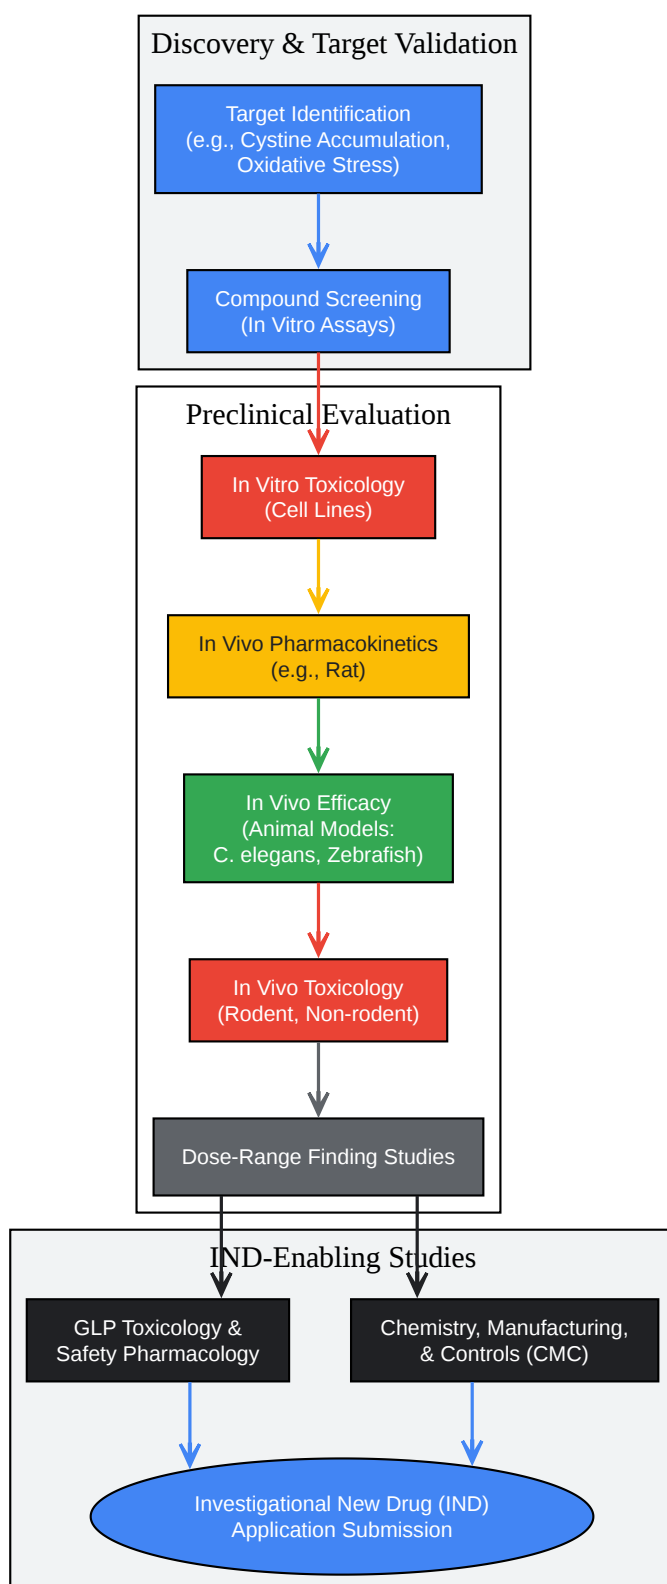 Discovery & Target Validation
Target Identification
(e.g., Cystine Accumulation,
Oxidative Stress)
Compound Screening
(In Vitro Assays)
Preclinical Evaluation
In Vitro Toxicology
(Cell Lines)
In Vivo Pharmacokinetics
(e.g., Rat)
In Vivo Efficacy
(Animal Models:
C. elegans, Zebrafish)
In Vivo Toxicology
(Rodent, Non-rodent)
Dose-Range Finding Studies
IND-Enabling Studies
GLP Toxicology &
Safety Pharmacology
Chemistry, Manufacturing,
& Controls (CMC)
Investigational New Drug (IND)
Application Submission